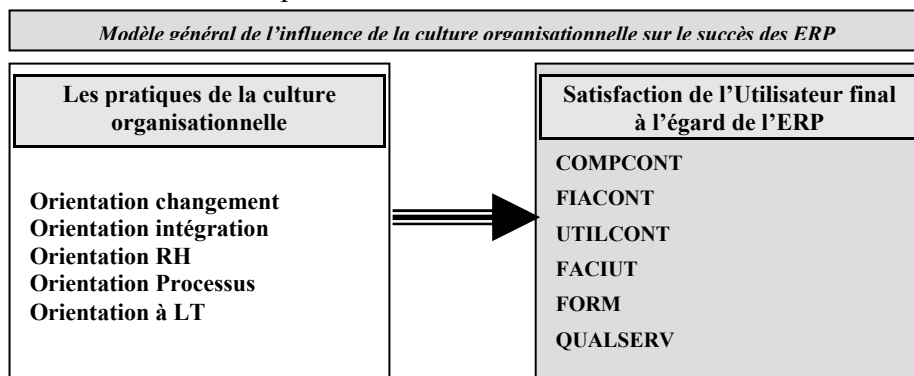 Modèle général de l'influence de la culture organisationnelle sur le succès des ERP
Les pratiques de la culture
organisationnelle
Orientation changement
Orientation intégration
Orientation RH
Orientation Processus
Orientation à LT
Satisfaction de l'Utilisateur final
à l'égard de l'ERP
COMPCONT
FIACONT
UTILCONT
FACIUT
FORM
QUALSERV